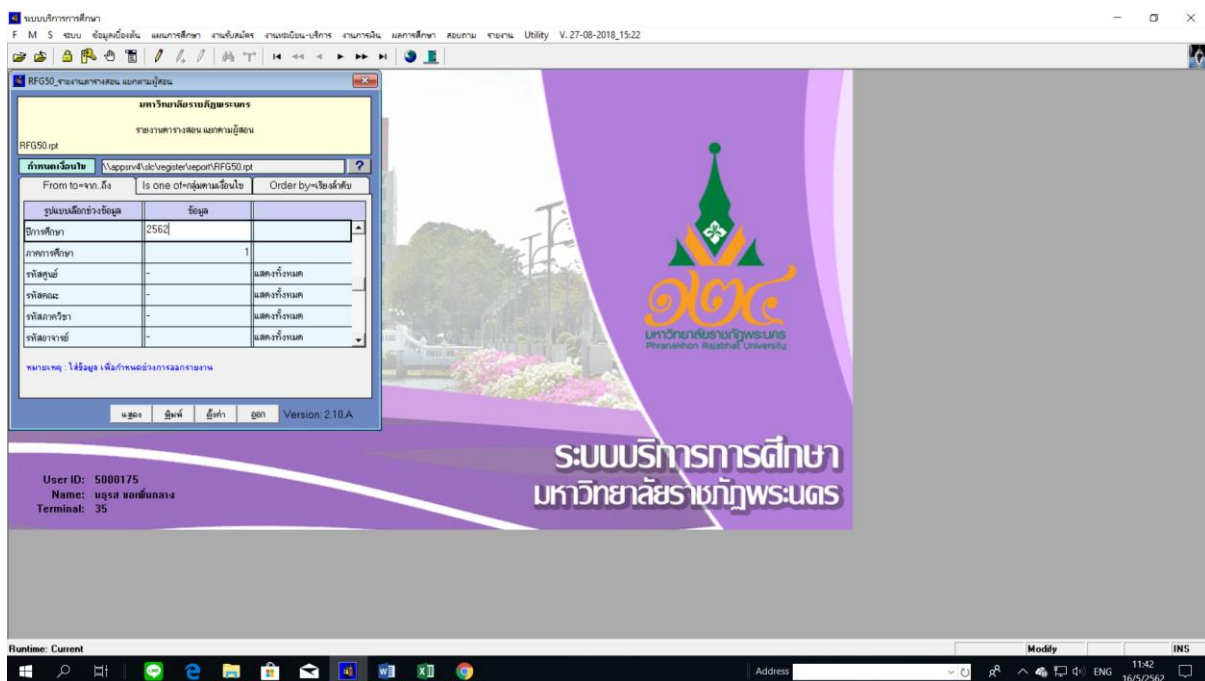 ระบบบริการการศึกษา
F M S ระบบ ข้อมูลเบื้องต้น แผนการศึกษา งานรับสมัคร งานทะเบียน-บริการ งานการเงิน ผลการศึกษา สอบถาม รายงาน Utility V. 27-08-2018_15:22
RFG50_รายงานตารางสอน แยกตามผู้สอน
มหาวิทยาลัยราชภัฏพระนคร
รายงานตารางสอน แยกตามผู้สอน
RFG50.rpt
กำหนดเงื่อนไข \\appsrv4\slc\register\report\RFG50.rpt ?
From to=จาก..ถึง Is one of=กลุ่มตามเงื่อนไข Order by=เรียงลำดับ
รูปแบบเลือกช่วงข้อมูล ข้อมูล
ปีการศึกษา 2562
ภาคการศึกษา 1
รหัสศูนย์ - แสดงทั้งหมด
รหัสคณะ - แสดงทั้งหมด
รหัสภาควิชา - แสดงทั้งหมด
รหัสอาจารย์ - แสดงทั้งหมด
หมายเหตุ : ใส่ข้อมูล เพื่อกำหนดช่วงการออกรายงาน
แสดง พิมพ์ ตั้งค่า ออก Version: 2.10.A
๑๒๔
มหาวิทยาลัยราชภัฏพระนคร
Phranakhon Rajabhat University
ระบบบริการการศึกษา
มหาวิทยาลัยราชภัฏพระนคร
User ID: 5000175
Name: มธุรส ขอเพิ่มกลาง
Terminal: 35
Runtime: Current Modify INS
Address ENG 11:42
16/5/2562